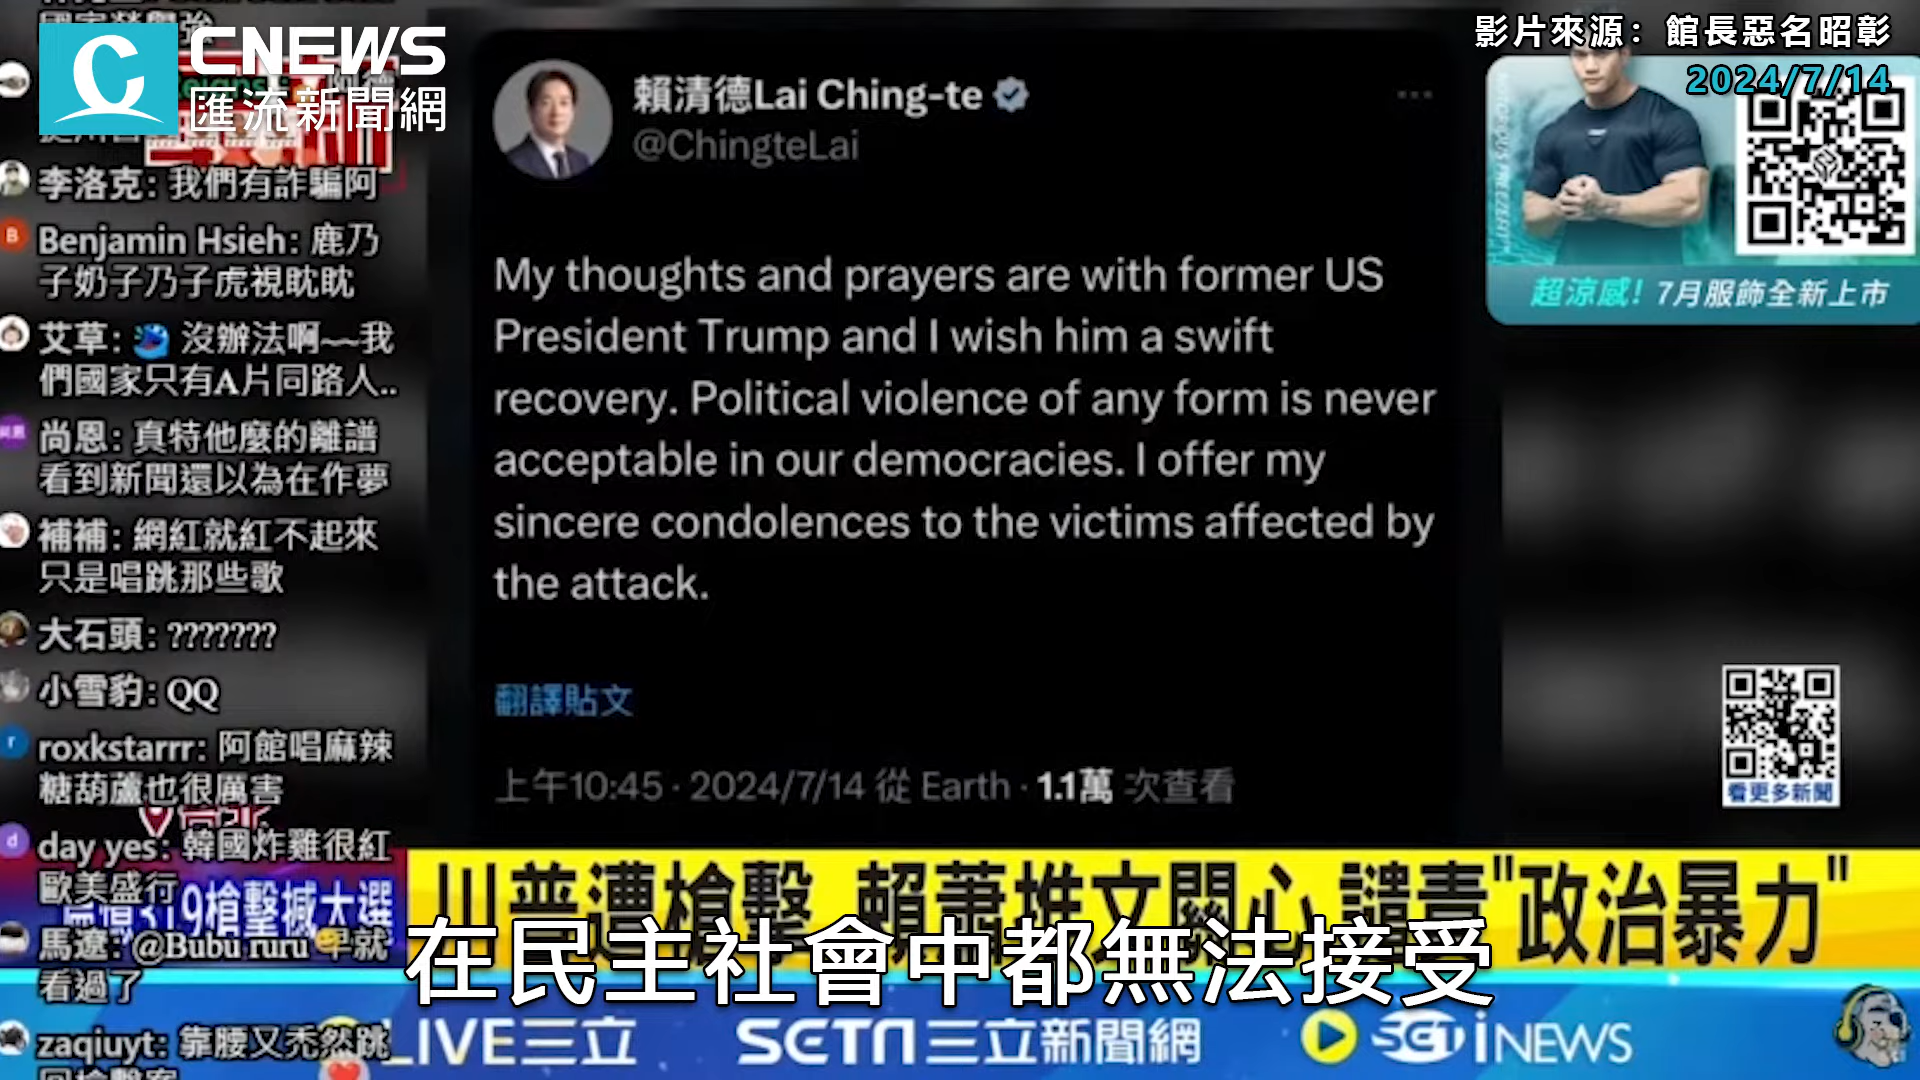 CNEWS
匯流新聞網
影片來源：館長惡名昭彰
2024/7/14
李洛克: 我們有詐騙阿
Benjamin Hsieh: 鹿乃
子奶子乃子虎視眈眈
艾草: 沒辦法啊~~我
們國家只有A片同路人..
尚恩: 真特他麼的離譜
看到新聞還以為在作夢
補補: 網紅就紅不起來
只是唱跳那些歌
大石頭: ???????
小雪豹: QQ
roxkstarrr: 阿館唱麻辣
糖葫蘆也很厲害
day yes: 韓國炸雞很紅
歐美盛行
馬遼: @Bubu ruru 早就
看過了
zaqiuyt: 靠腰又禿然跳
賴清德Lai Ching-te
@ChingteLai
My thoughts and prayers are with former US
President Trump and I wish him a swift
recovery. Political violence of any form is never
acceptable in our democracies. I offer my
sincere condolences to the victims affected by
the attack.
翻譯貼文
上午10:45 · 2024/7/14 從 Earth · 1.1萬 次查看
超涼感! 7月服飾全新上市
看更多新聞
319槍擊撼大選
川普遭槍擊 賴蕭推文關心 譴責"政治暴力"
在民主社會中都無法接受
LIVE三立
SETN三立新聞網
SETiNEWS